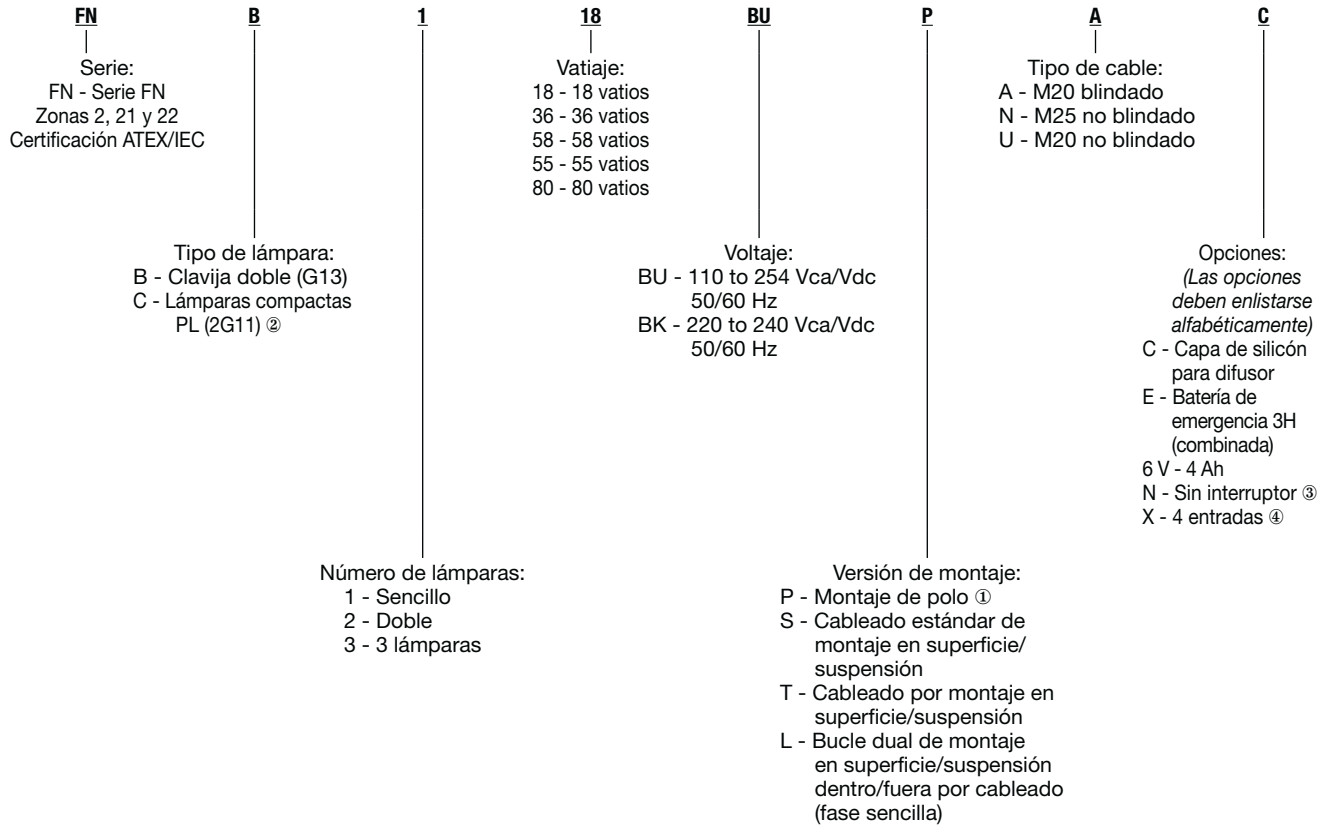 FN B 1 18 BU P A C
Serie:
FN - Serie FN
Zonas 2, 21 y 22
Certificación ATEX/IEC
Vatiaje:
18 - 18 vatios
36 - 36 vatios
58 - 58 vatios
55 - 55 vatios
80 - 80 vatios
Tipo de cable:
A - M20 blindado
N - M25 no blindado
U - M20 no blindado
Tipo de lámpara:
B - Clavija doble (G13)
C - Lámparas compactas
PL (2G11) ②
Voltaje:
BU - 110 to 254 Vca/Vdc
50/60 Hz
BK - 220 to 240 Vca/Vdc
50/60 Hz
Opciones:
(Las opciones
deben enlistarse
alfabéticamente)
C - Capa de silicón
para difusor
E - Batería de
emergencia 3H
(combinada)
6 V - 4 Ah
N - Sin interruptor ③
X - 4 entradas ④
Número de lámparas:
1 - Sencillo
2 - Doble
3 - 3 lámparas
Versión de montaje:
P - Montaje de polo ①
S - Cableado estándar de
montaje en superficie/
suspensión
T - Cableado por montaje en
superficie/suspensión
L - Bucle dual de montaje
en superficie/suspensión
dentro/fuera por cableado
(fase sencilla)